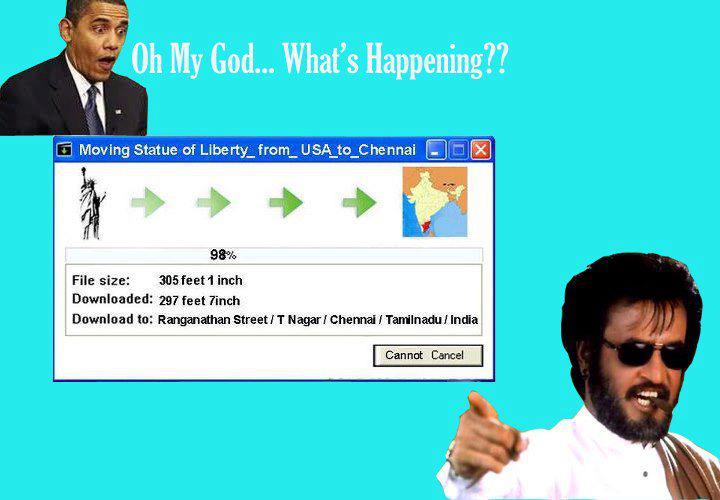 Oh My God... What's Happening??
Moving Statue of Liberty_ from_ USA_to_Chennai
98%
File size: 305 feet 1 inch
Downloaded: 297 feet 7inch
Download to: Ranganathan Street / T Nagar / Chennai / Tamilnadu / India
Cannot Cancel